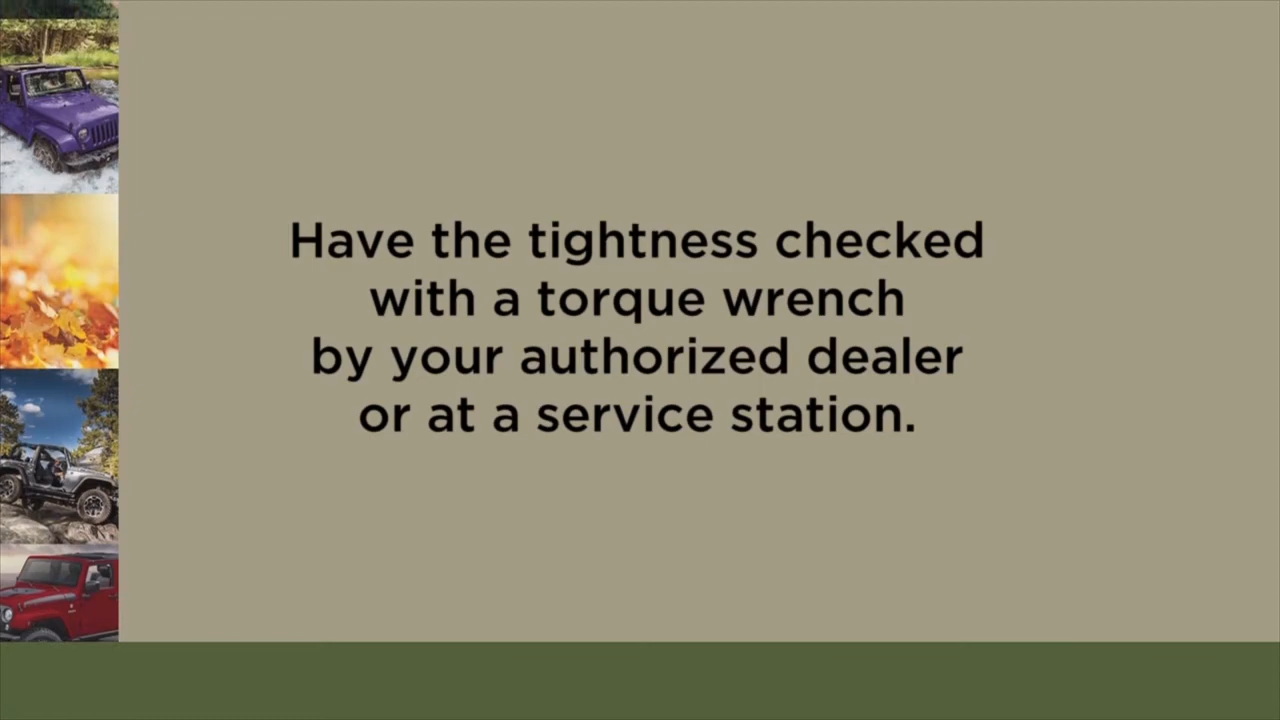 Have the tightness checked
with a torque wrench
by your authorized dealer
or at a service station.